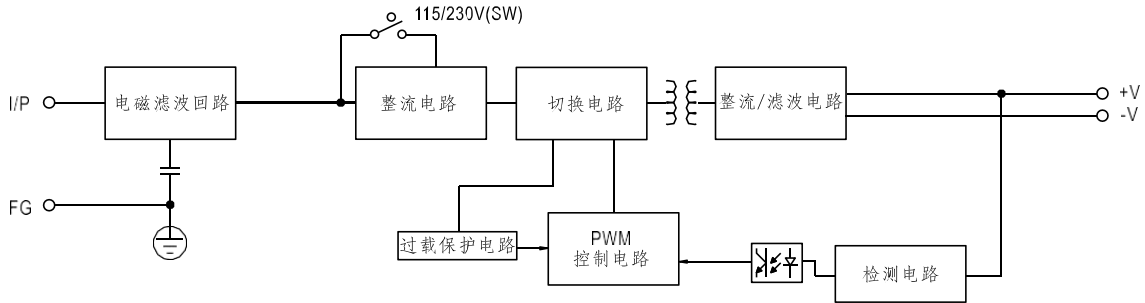 115/230V(SW)
I/P
电磁滤波回路
整流电路
切换电路
整流/滤波电路
+V
-V
FG
过载保护电路
PWM
控制电路
检测电路